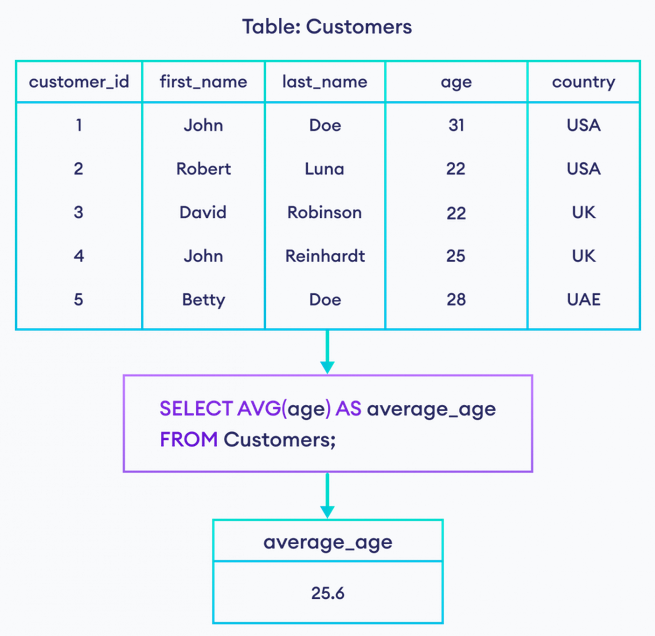 Table: Customers
customer_id first_name last_name age country
1 John Doe 31 USA
2 Robert Luna 22 USA
3 David Robinson 22 UK
4 John Reinhardt 25 UK
5 Betty Doe 28 UAE
SELECT AVG(age) AS average_age
FROM Customers;
average_age
25.6